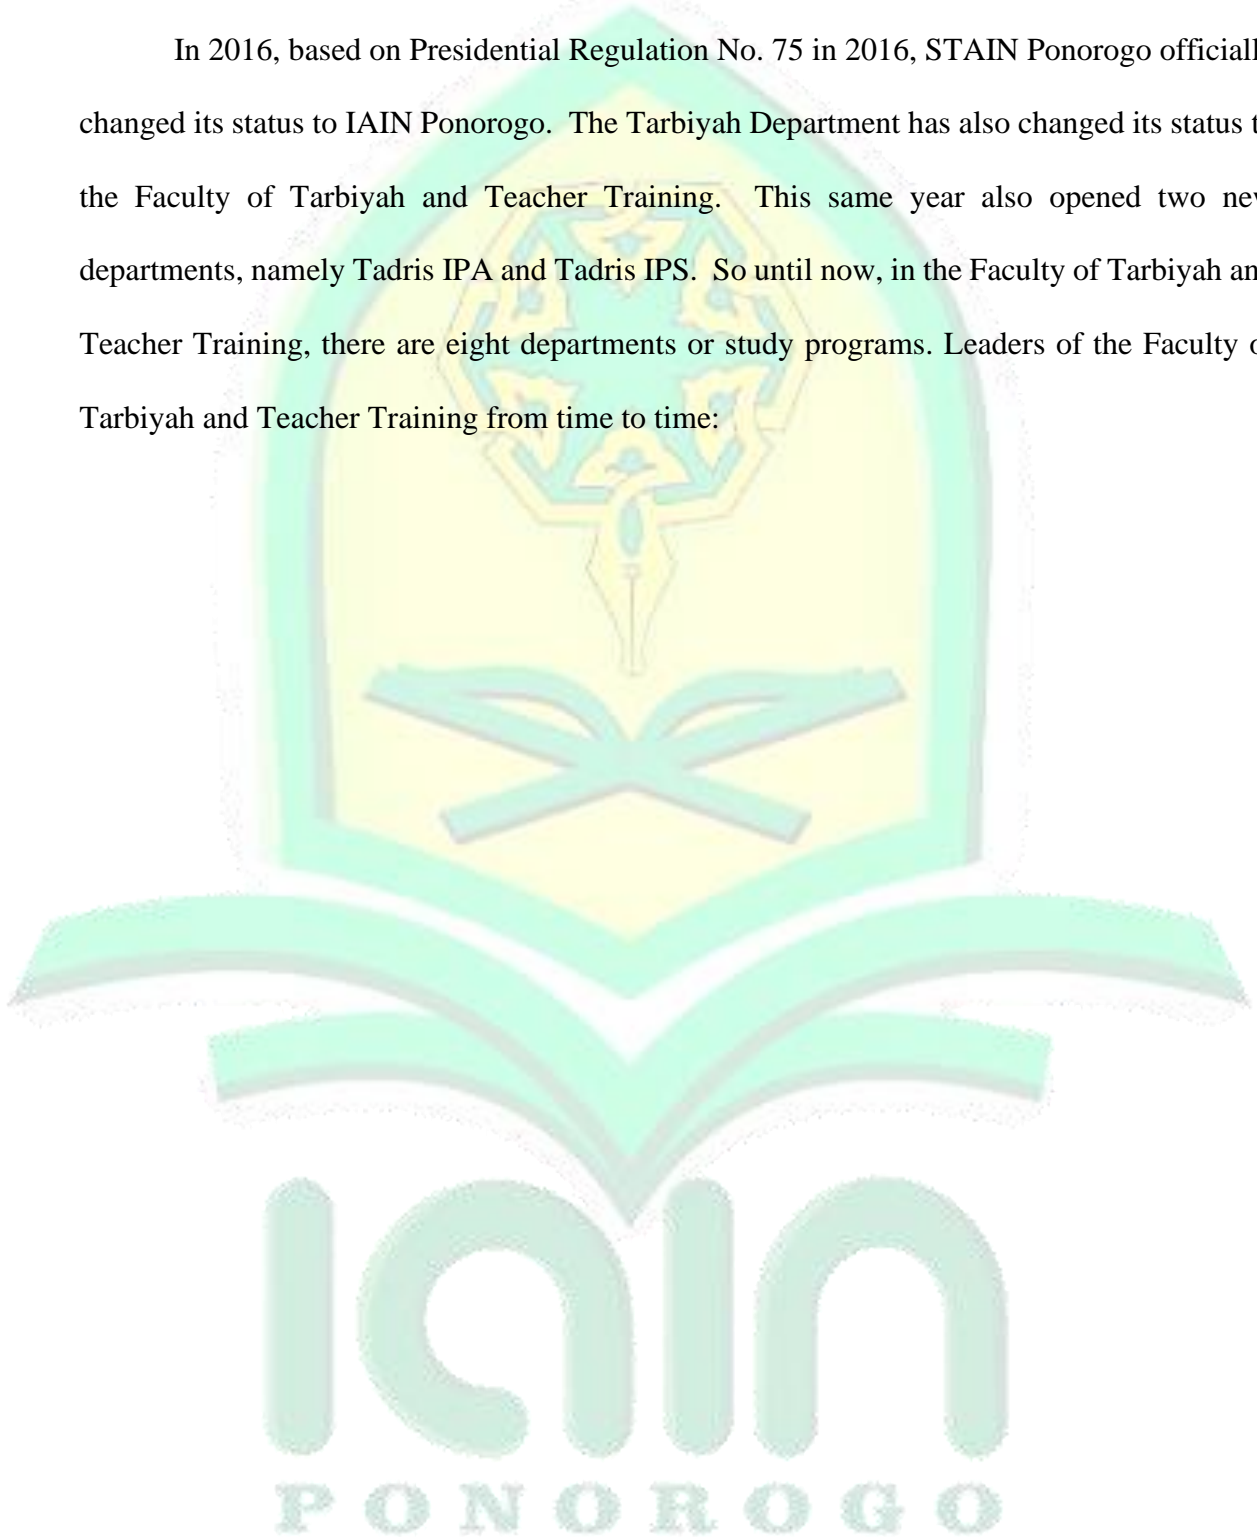 In 2016, based on Presidential Regulation No. 75 in 2016, STAIN Ponorogo officiall
changed its status to IAIN Ponorogo. The Tarbiyah Department has also changed its status t
the Faculty of Tarbiyah and Teacher Training. This same year also opened two new
departments, namely Tadris IPA and Tadris IPS. So until now, in the Faculty of Tarbiyah an
Teacher Training, there are eight departments or study programs. Leaders of the Faculty o
Tarbiyah and Teacher Training from time to time:
IAIN
PONOROGO